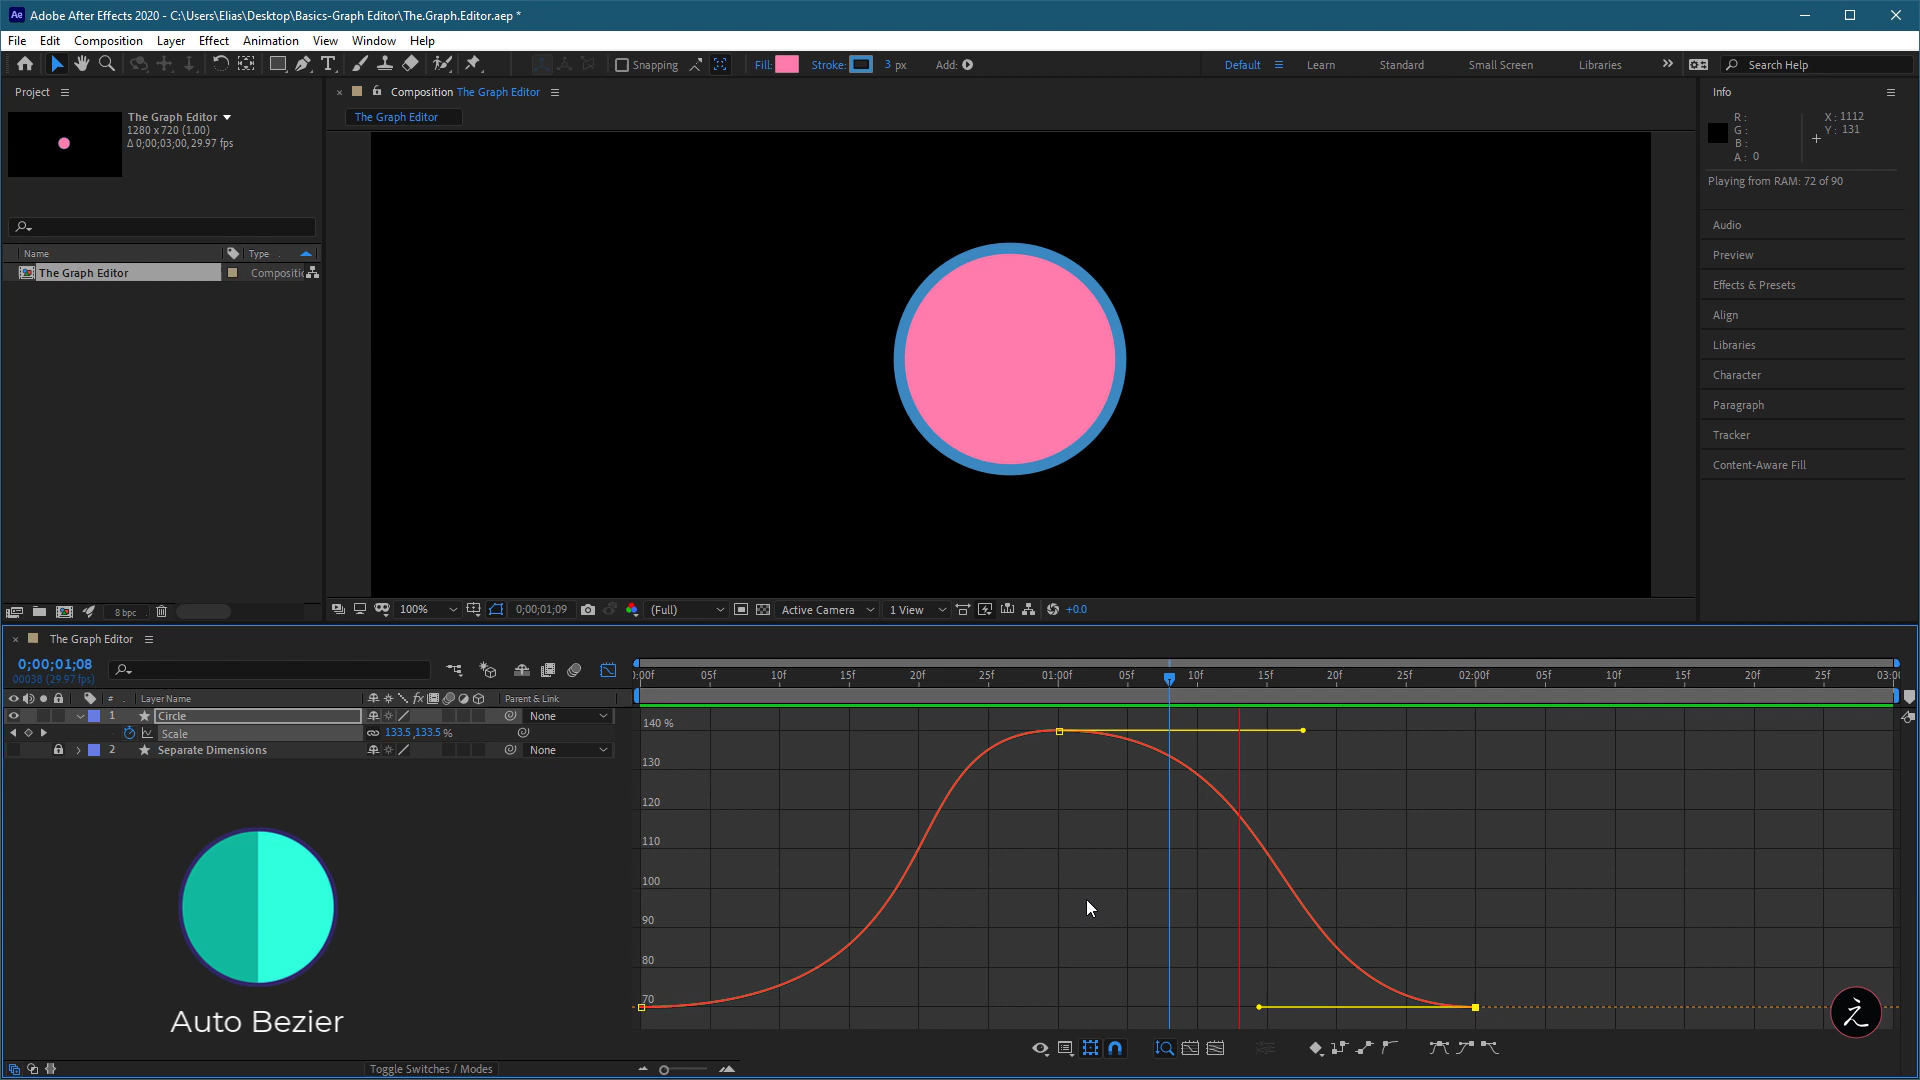 Ae Adobe After Effects 2020 - C:\Users\Elias\Desktop\Basics-Graph Editor\The.Graph.Editor.aep *
File Edit Composition Layer Effect Animation View Window Help
Snapping Fill: Stroke: 3 px Add: Default Learn Standard Small Screen Libraries Search Help
Project
Composition The Graph Editor
Info
The Graph Editor
1280 x 720 (1.00)
Δ 0;00;03;00, 29.97 fps
The Graph Editor
R :
G :
B :
A : 0
X : 1112
Y : 131
Playing from RAM: 72 of 90
Audio
Preview
Effects & Presets
Align
Libraries
Character
Paragraph
Tracker
Content-Aware Fill
Name Type
The Graph Editor Compositic
8 bpc
100% 0;00;01;09 (Full) Active Camera 1 View +0.0
The Graph Editor
0;00;01;08
00038 (29.97 fps)
# . Layer Name fx Parent & Link
1 Circle None
Scale 133.5,133.5%
2 Separate Dimensions None
:00f 05f 10f 15f 20f 25f 01:00f 05f 10f 15f 20f 25f 02:00f 05f 10f 15f 20f 25f 03:00
140 %
130
120
110
100
90
80
70
Auto Bezier
え
Toggle Switches / Modes